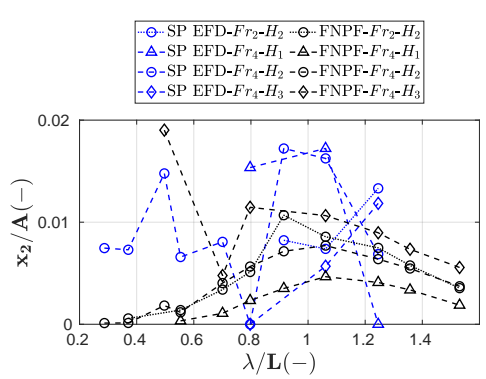 SP EFD-Fr₂-H₂ FNPF-Fr₂-H₂
SP EFD-Fr₄-H₁ FNPF-Fr₄-H₁
SP EFD-Fr₄-H₂ FNPF-Fr₄-H₂
SP EFD-Fr₄-H₃ FNPF-Fr₄-H₃
0.02
0.01
0
x₂/A(−)
0.2 0.4 0.6 0.8 1 1.2 1.4
λ/L(−)